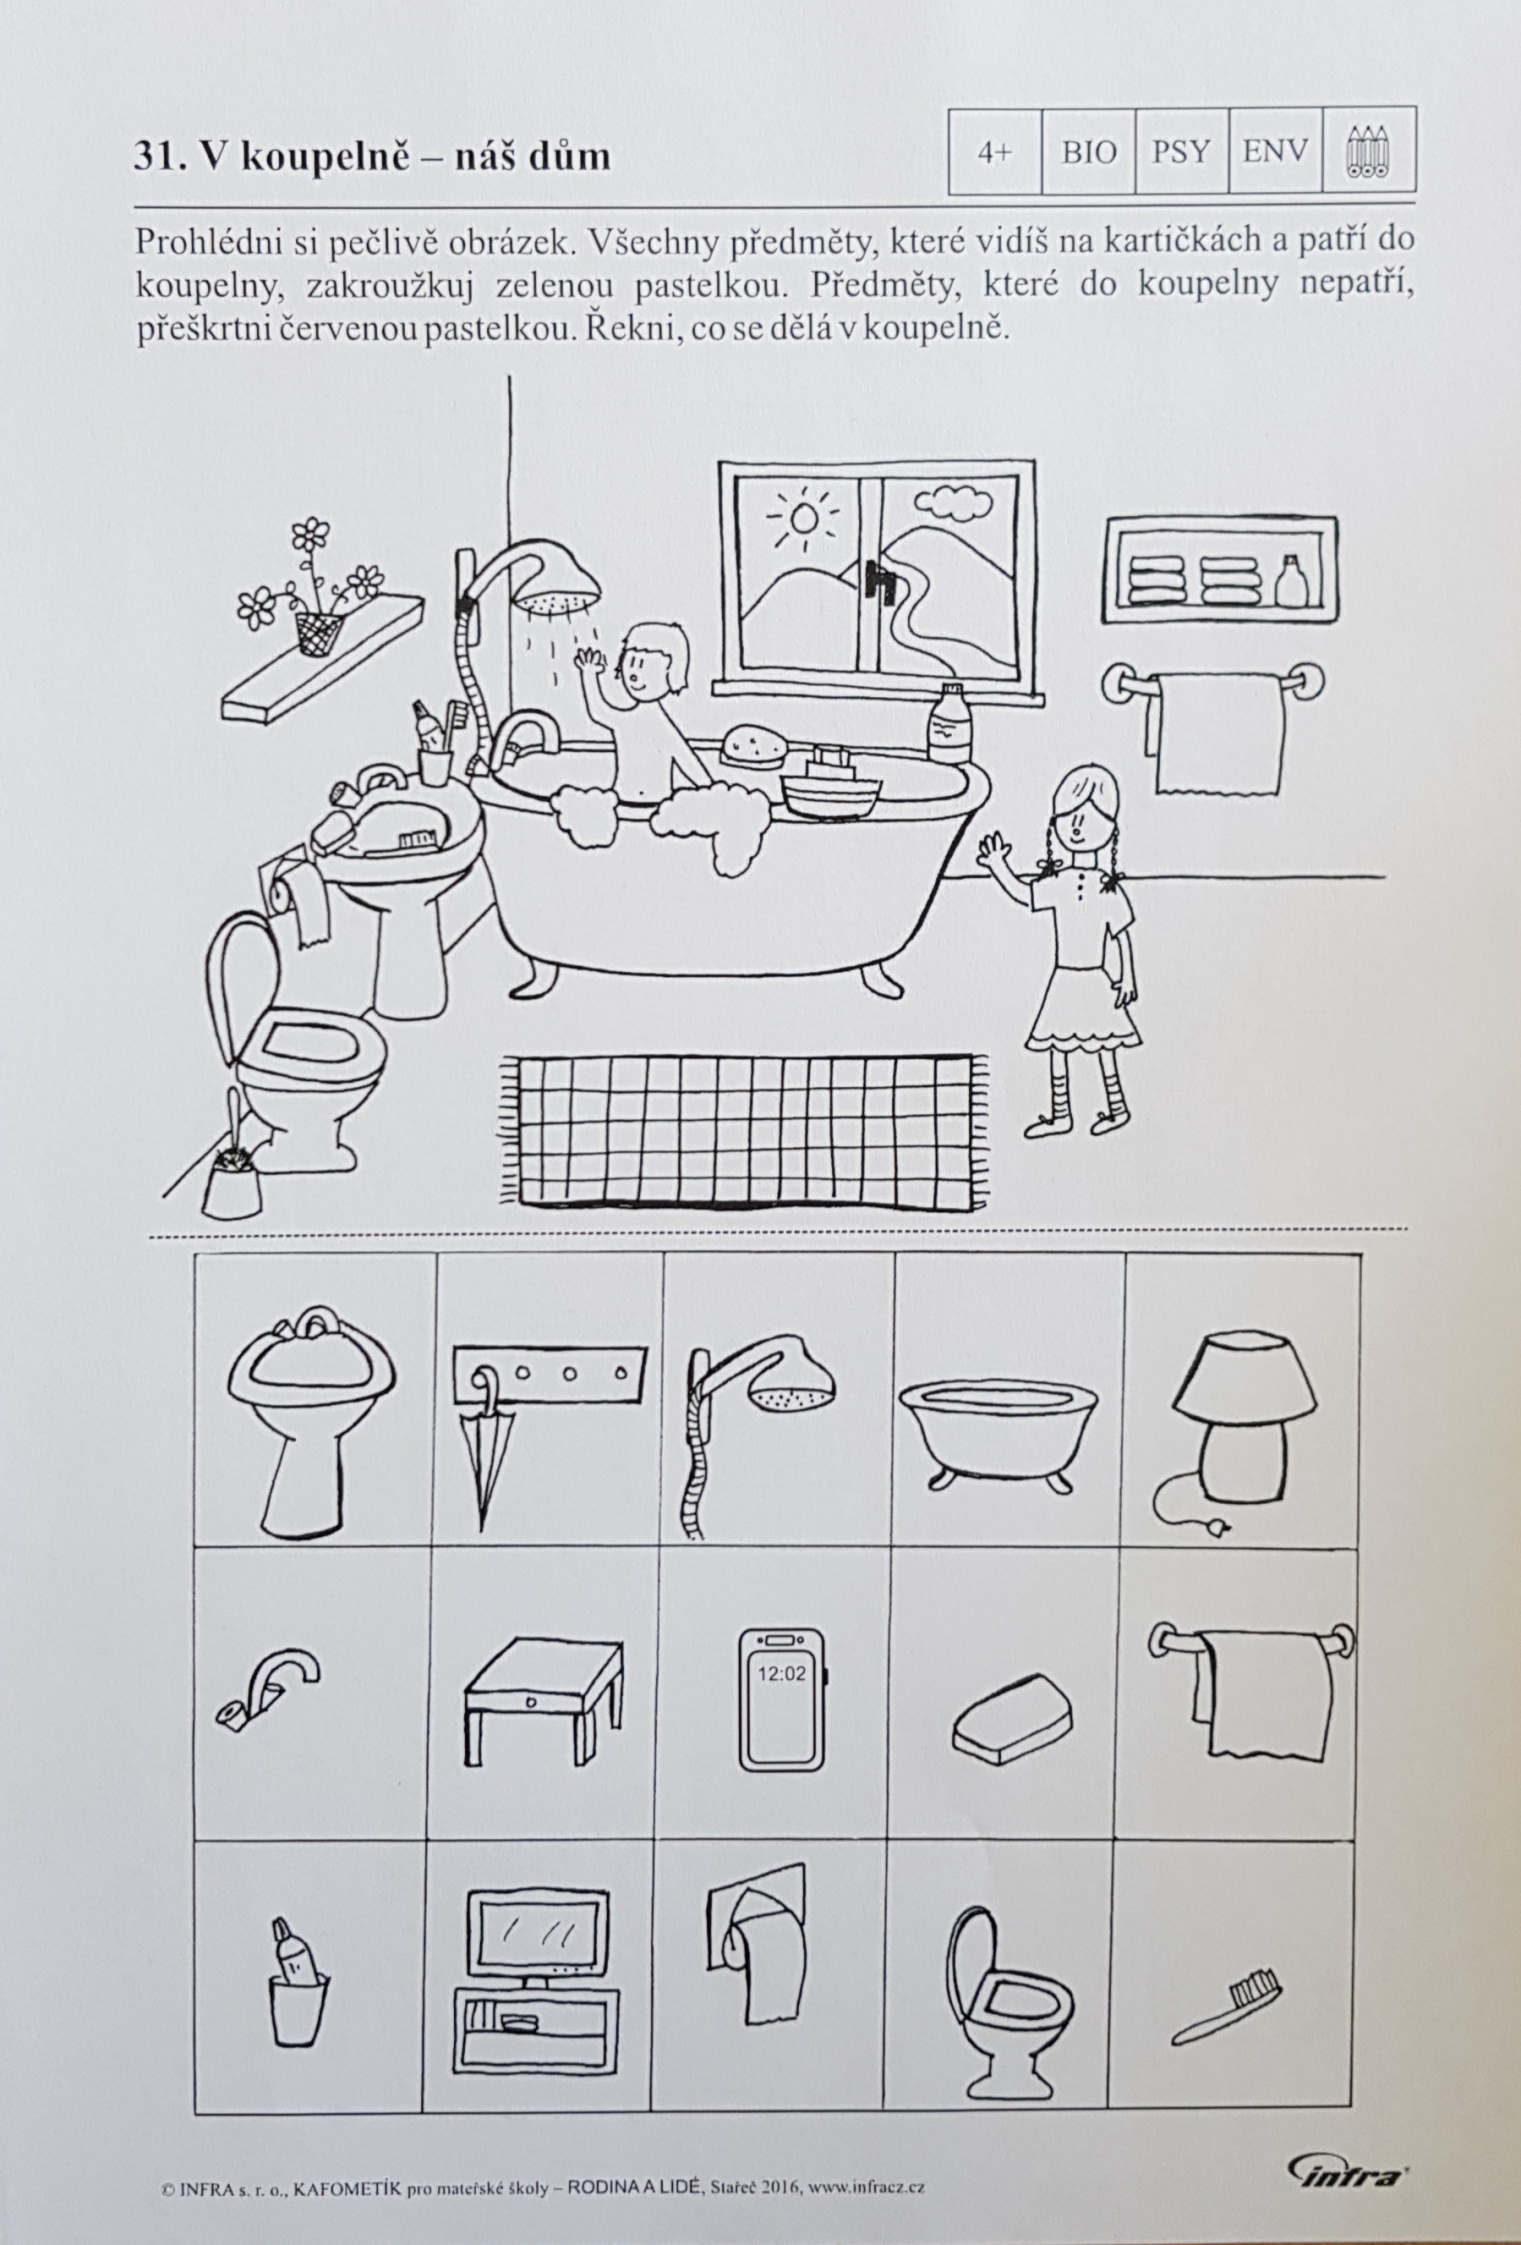 31. V koupelně – náš dům
4+ BIO PSY ENV
Prohlédni si pečlivě obrázek. Všechny předměty, které vidíš na kartičkách a patří do
koupelny, zakroužkuj zelenou pastelkou. Předměty, které do koupelny nepatří,
přeškrtni červenou pastelkou. Řekni, co se dělá v koupelně.
12:02
© INFRA s. r. o., KAFOMETÍK pro mateřské školy – RODINA A LIDÉ, Stařeč 2016, www.infracz.cz
infra